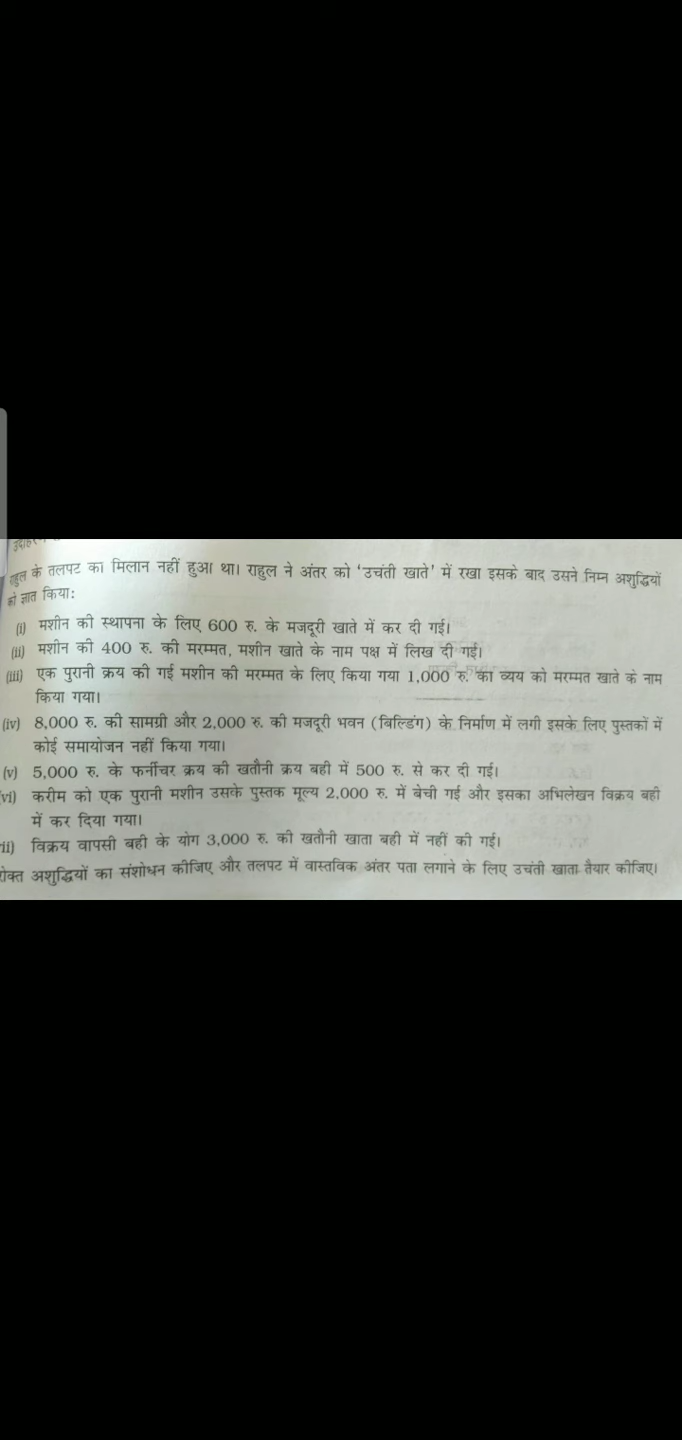 के तलपट का मिलान नहीं हुआ था। राहुल ने अंतर को ‘उचंती खाते’ में रखा इसके बाद उसने निम्न अशुद्धियों
को ज्ञात किया:
(i) मशीन की स्थापना के लिए 600 रु. के मजदूरी खाते में कर दी गई।
(ii) मशीन की 400 रु. की मरम्मत, मशीन खाते के नाम पक्ष में लिख दी गई।
(iii) एक पुरानी क्रय की गई मशीन की मरम्मत के लिए किया गया 1,000 रु. का व्यय को मरम्मत खाते के नाम
किया गया।
(iv) 8,000 रु. की सामग्री और 2,000 रु. की मजदूरी भवन (बिल्डिंग) के निर्माण में लगी इसके लिए पुस्तकों में
कोई समायोजन नहीं किया गया।
(v) 5,000 रु. के फर्नीचर क्रय की खतौनी क्रय बही में 500 रु. से कर दी गई।
vi) करीम को एक पुरानी मशीन उसके पुस्तक मूल्य 2,000 रु. में बेची गई और इसका अभिलेखन विक्रय बही
में कर दिया गया।
ii) विक्रय वापसी बही के योग 3,000 रु. की खतौनी खाता बही में नहीं की गई।
अशुद्धियों का संशोधन कीजिए और तलपट में वास्तविक अंतर पता लगाने के लिए उचंती खाता तैयार कीजिए।